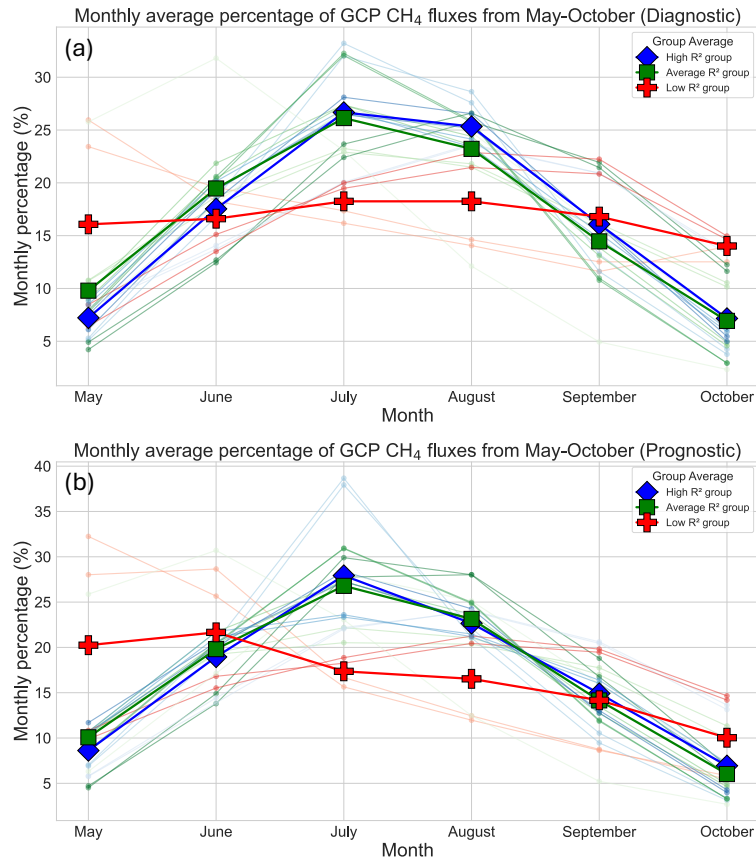 Monthly average percentage of GCP CH₄ fluxes from May-October (Diagnostic)
(a)
Group Average
High R² group
Average R² group
Low R² group
Monthly percentage (%)
30
25
20
15
10
5
May June July August September October
Month
Monthly average percentage of GCP CH₄ fluxes from May-October (Prognostic)
(b)
Group Average
High R² group
Average R² group
Low R² group
Monthly percentage (%)
40
35
30
25
20
15
10
5
May June July August September October
Month